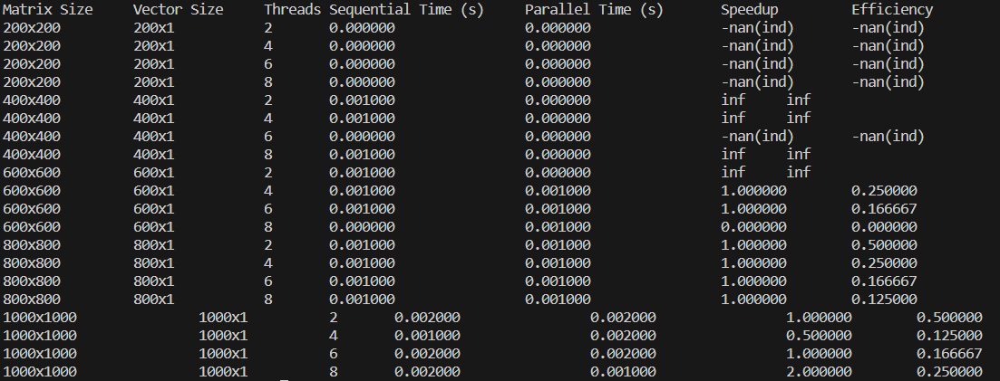 Matrix Size Vector Size Threads Sequential Time (s) Parallel Time (s) Speedup Efficiency
200x200 200x1 2 0.000000 0.000000 -nan(ind) -nan(ind)
200x200 200x1 4 0.000000 0.000000 -nan(ind) -nan(ind)
200x200 200x1 6 0.000000 0.000000 -nan(ind) -nan(ind)
200x200 200x1 8 0.000000 0.000000 -nan(ind) -nan(ind)
400x400 400x1 2 0.001000 0.000000 inf inf
400x400 400x1 4 0.001000 0.000000 inf inf
400x400 400x1 6 0.000000 0.000000 -nan(ind) -nan(ind)
400x400 400x1 8 0.001000 0.000000 inf inf
600x600 600x1 2 0.001000 0.000000 inf inf
600x600 600x1 4 0.001000 0.001000 1.000000 0.250000
600x600 600x1 6 0.001000 0.001000 1.000000 0.166667
600x600 600x1 8 0.000000 0.001000 0.000000 0.000000
800x800 800x1 2 0.001000 0.001000 1.000000 0.500000
800x800 800x1 4 0.001000 0.001000 1.000000 0.250000
800x800 800x1 6 0.001000 0.001000 1.000000 0.166667
800x800 800x1 8 0.001000 0.001000 1.000000 0.125000
1000x1000 1000x1 2 0.002000 0.002000 1.000000 0.500000
1000x1000 1000x1 4 0.001000 0.002000 0.500000 0.125000
1000x1000 1000x1 6 0.002000 0.002000 1.000000 0.166667
1000x1000 1000x1 8 0.002000 0.001000 2.000000 0.250000